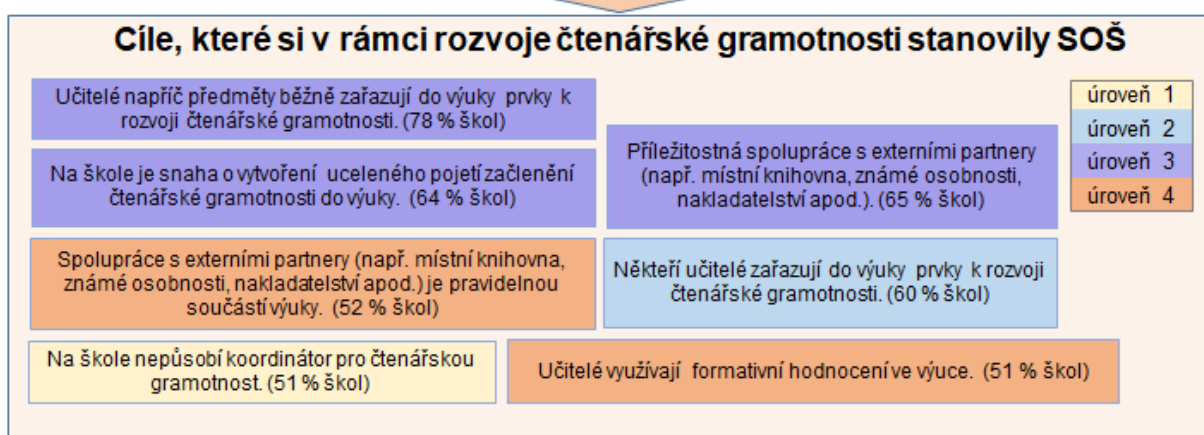 Cíle, které si v rámci rozvoje čtenářské gramotnosti stanovily SOŠ
Učitelé napříč předměty běžně zařazují do výuky prvky k
rozvoji čtenářské gramotnosti. (78 % škol)
Na škole je snaha o vytvoření uceleného pojetí začlenění
čtenářské gramotnosti do výuky. (64 % škol)
Příležitostná spolupráce s externími partnery
(např. místní knihovna, známé osobnosti,
nakladatelství apod.). (65 % škol)
úroveň 1
úroveň 2
úroveň 3
úroveň 4
Spolupráce s externími partnery (např. místní knihovna,
známé osobnosti, nakladatelství apod.) je pravidelnou
součástí výuky. (52 % škol)
Někteří učitelé zařazují do výuky prvky k rozvoji
čtenářské gramotnosti. (60 % škol)
Na škole nepůsobí koordinátor pro čtenářskou
gramotnost. (51 % škol)
Učitelé využívají formativní hodnocení ve výuce. (51 % škol)